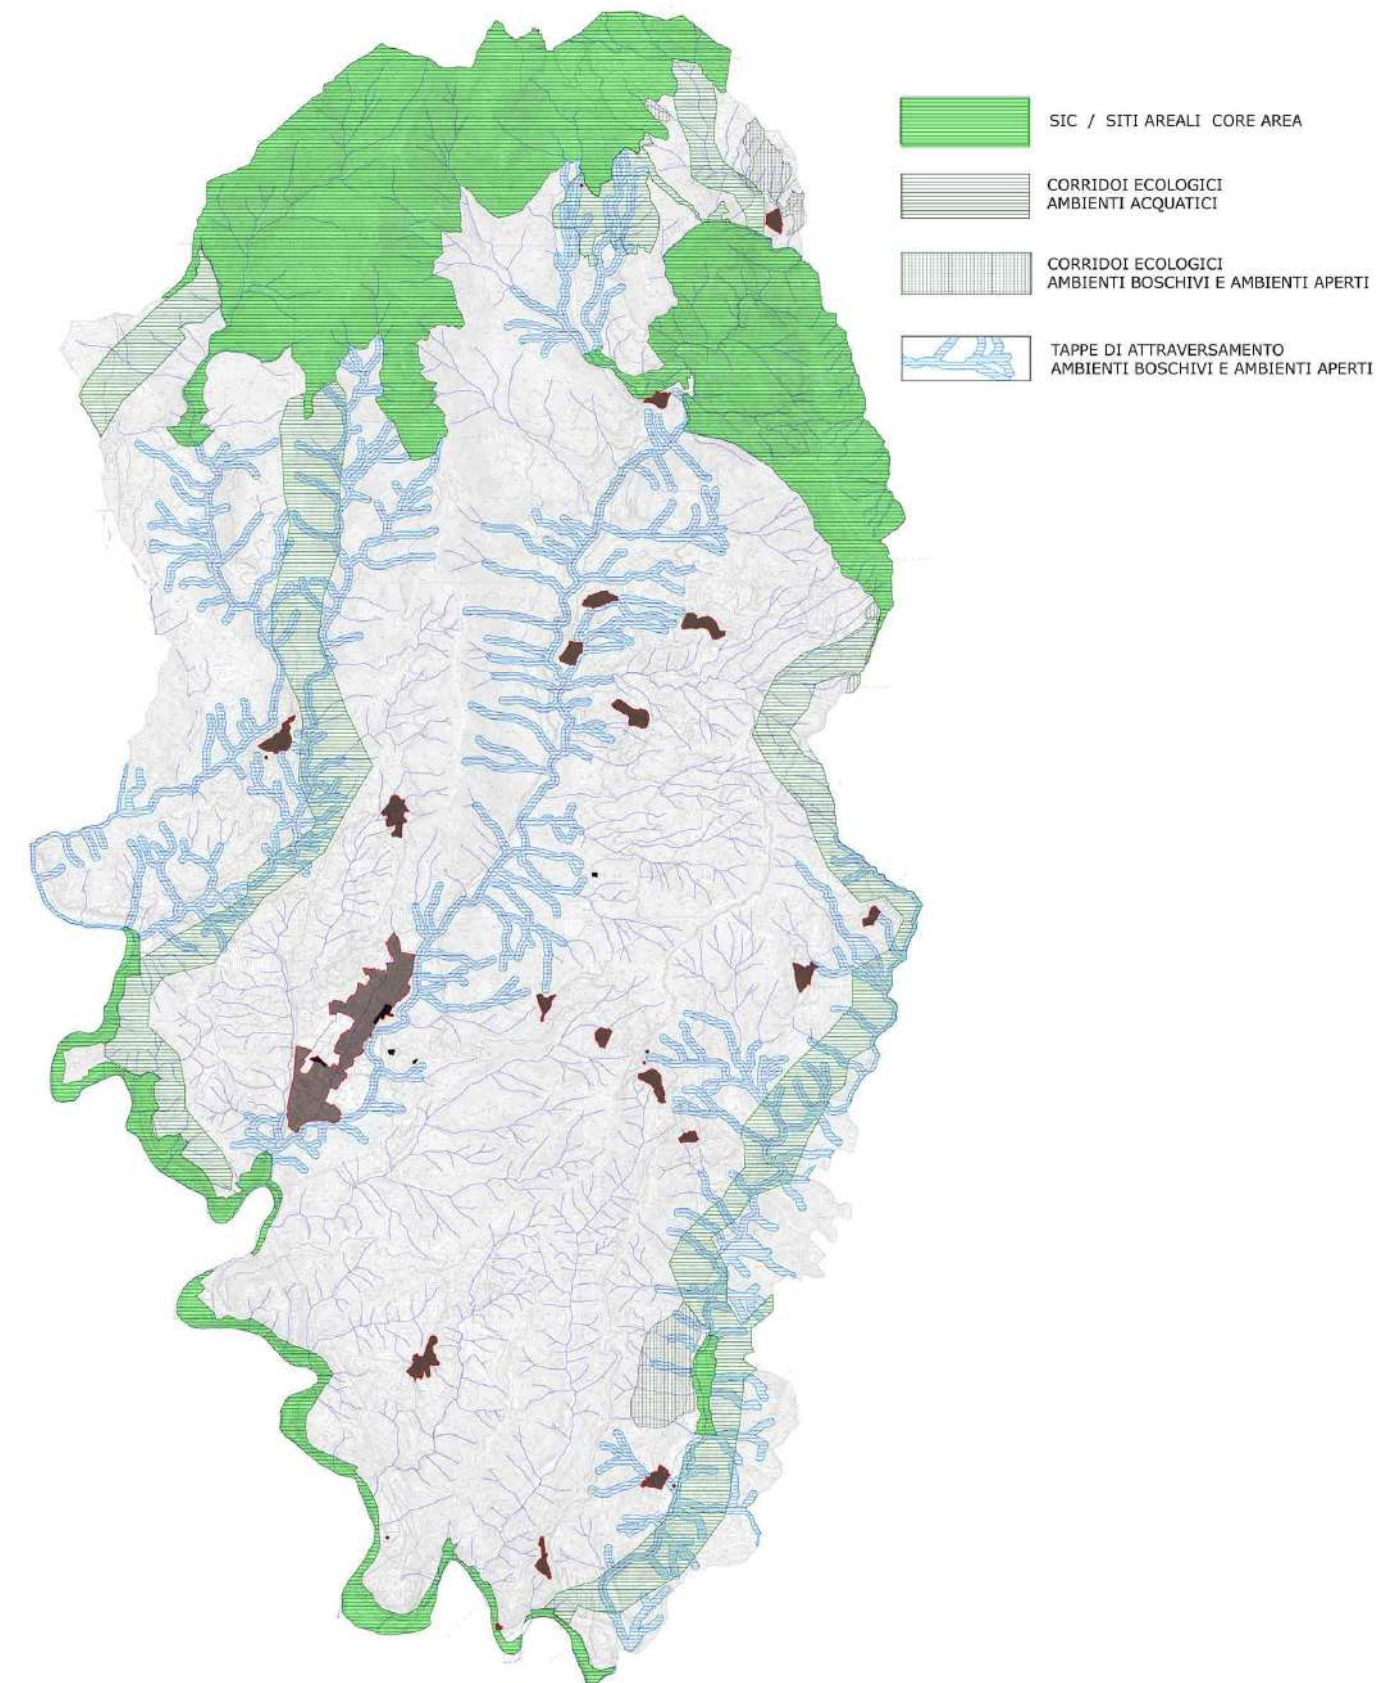 SIC / SITI AREALI CORE AREA
CORRIDOI ECOLOGICI
AMBIENTI ACQUATICI
CORRIDOI ECOLOGICI
AMBIENTI BOSCHIVI E AMBIENTI APERTI
TAPPE DI ATTRAVERSAMENTO
AMBIENTI BOSCHIVI E AMBIENTI APERTI